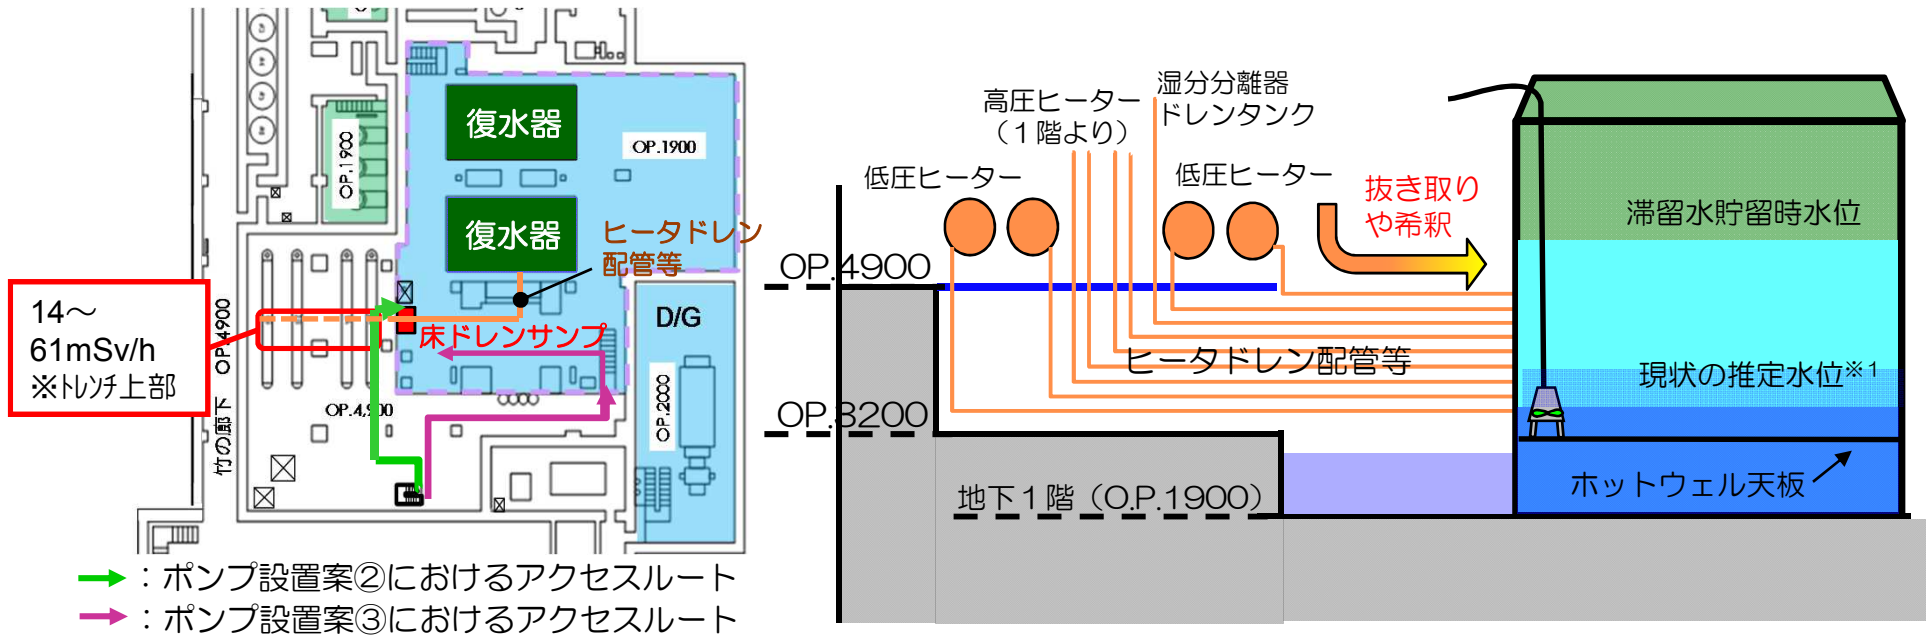 復水器
OP.1900
OP.1900
復水器
ヒータドレン
配管等
14～
61mSv/h
※トレンチ上部
竹の廊下 OP.4900
床ドレンサンプ
D/G
OP.4,900
OP.2000
：ポンプ設置案②におけるアクセスルート
：ポンプ設置案③におけるアクセスルート
湿分分離器
ドレンタンク
高圧ヒーター
（１階より）
低圧ヒーター
低圧ヒーター
抜き取り
や希釈
滞留水貯留時水位
OP.4900
ヒータドレン配管等
現状の推定水位※1
OP.3200
ホットウェル天板
地下１階（O.P.1900）